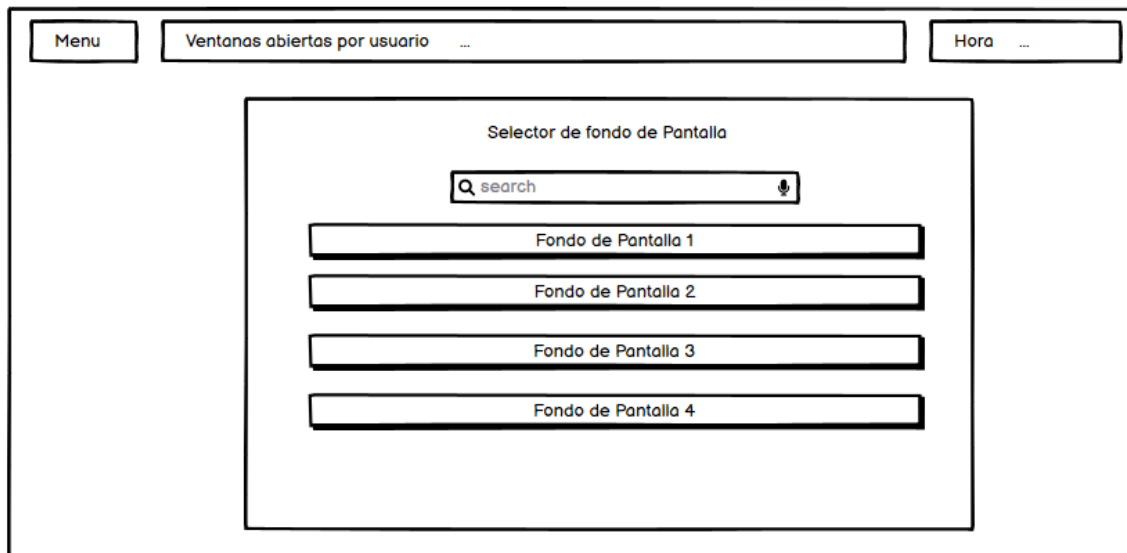 Menu
Ventanas abiertas por usuario ...
Hora ...
Selector de fondo de Pantalla
search
Fondo de Pantalla 1
Fondo de Pantalla 2
Fondo de Pantalla 3
Fondo de Pantalla 4